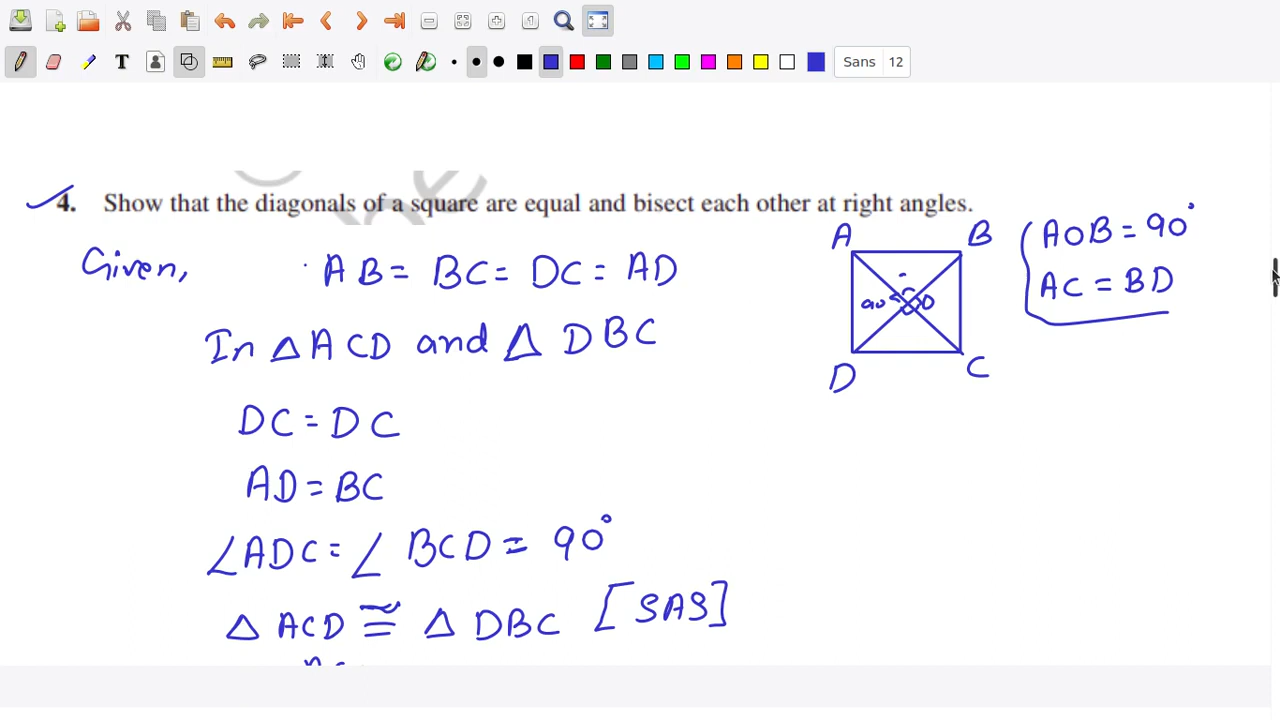 Sans 12
4. Show that the diagonals of a square are equal and bisect each other at right angles.
Given, AB = BC = DC = AD
A B
AOB = 90°
AC = BD
90 O
D C
In △ ACD and △ DBC
DC = DC
AD = BC
∠ADC = ∠ BCD = 90°
△ ACD ≅ △ DBC [SAS]